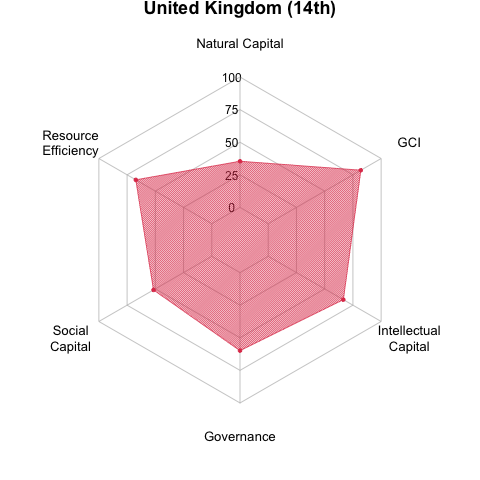 United Kingdom (14th)
Natural Capital
100
75
50
25
0
GCI
Resource
Efficiency
Social
Capital
Intellectual
Capital
Governance